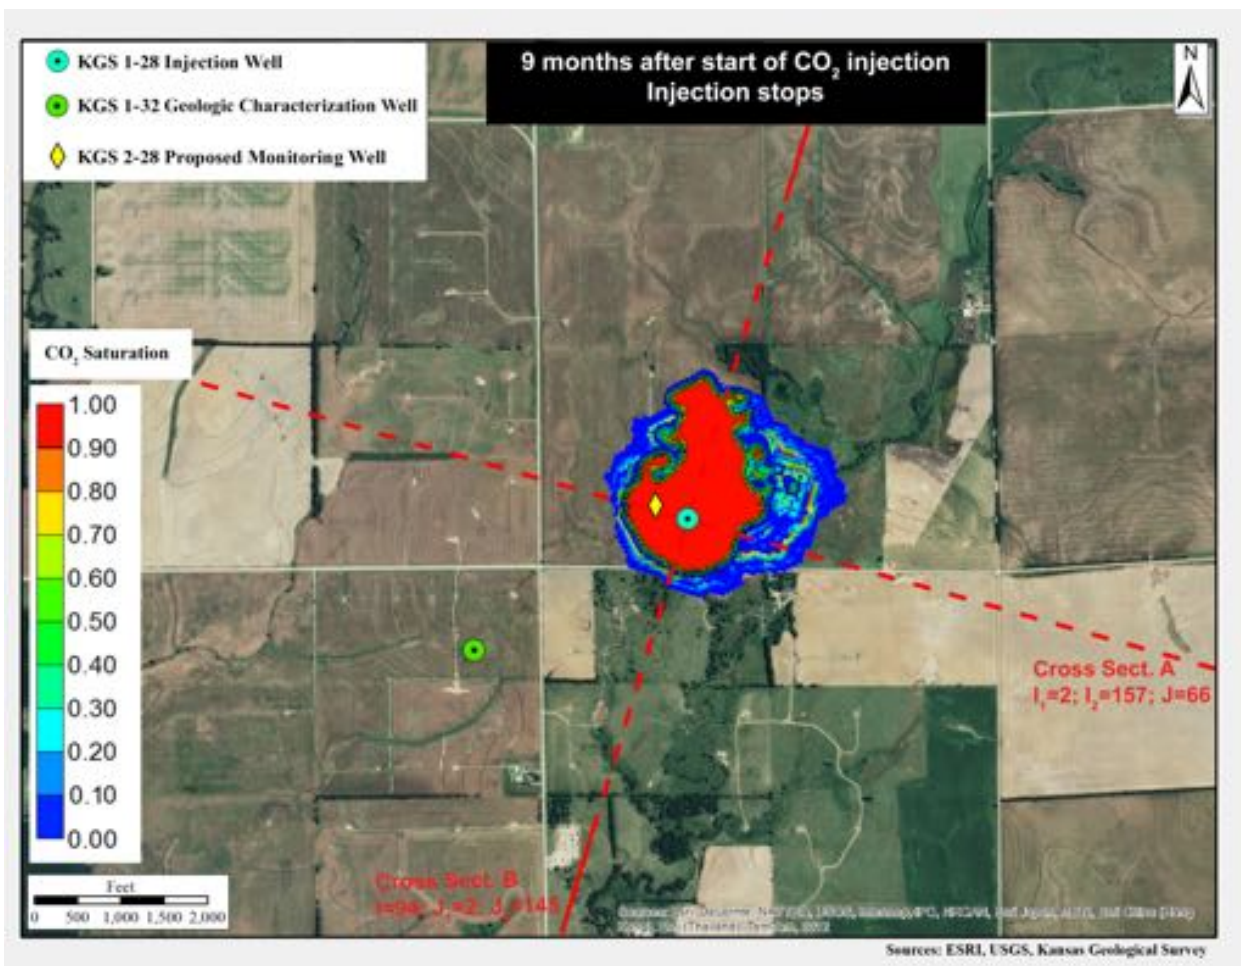 KGS 1-28 Injection Well
KGS 1-32 Geologic Characterization Well
KGS 2-28 Proposed Monitoring Well
9 months after start of CO₂ injection
Injection stops
N
CO₂ Saturation
1.00
0.90
0.80
0.70
0.60
0.50
0.40
0.30
0.20
0.10
0.00
Cross Sect. A
I₁=2; I₂=157; J=66
Feet
0 500 1,000 1,500 2,000
Cross Sect. B
Sources: ESRI, USGS, Kansas Geological Survey